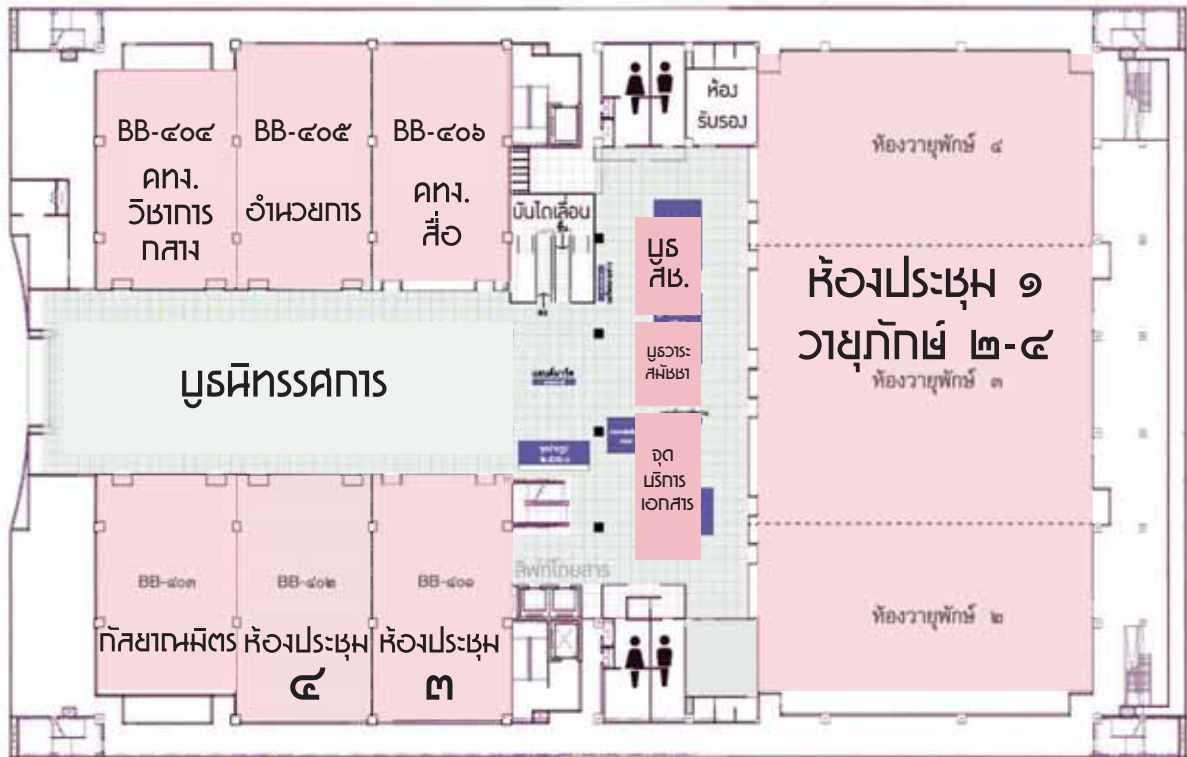 BB-๔๐๔
คทง.
วิชาการ
กลาง
BB-๔๐๕
อำนวยการ
BB-๔๐๖
คทง.
สื่อ
บันไดเลื่อน
ห้อง
รับรอง
ห้องวายุพักษ์ ๔
ห้องประชุม ๑
วายุภักษ์ ๒-๔
ห้องวายุพักษ์ ๓
ห้องวายุพักษ์ ๒
บูธ
สช.
บูธวาระ
สมัชชา
จุด
บริการ
เอกสาร
บูธนิทรรศการ
ลิฟท์โดยสาร
BB-๔๐๓
กัลยาณมิตร
BB-๔๐๒
ห้องประชุม
๔
BB-๔๐๑
ห้องประชุม
๓